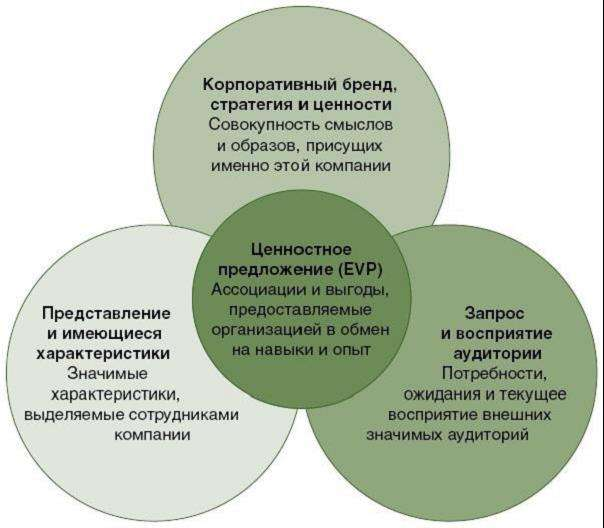 Корпоративный бренд,
стратегия и ценности
Совокупность смыслов
и образов, присущих
именно этой компании
Ценностное
предложение (EVP)
Ассоциации и выгоды,
предоставляемые
организацией в обмен
на навыки и опыт
Представление
и имеющиеся
характеристики
Значимые
характеристики,
выделяемые сотрудниками
компании
Запрос
и восприятие
аудитории
Потребности,
ожидания и текущее
восприятие внешних
значимых аудиторий